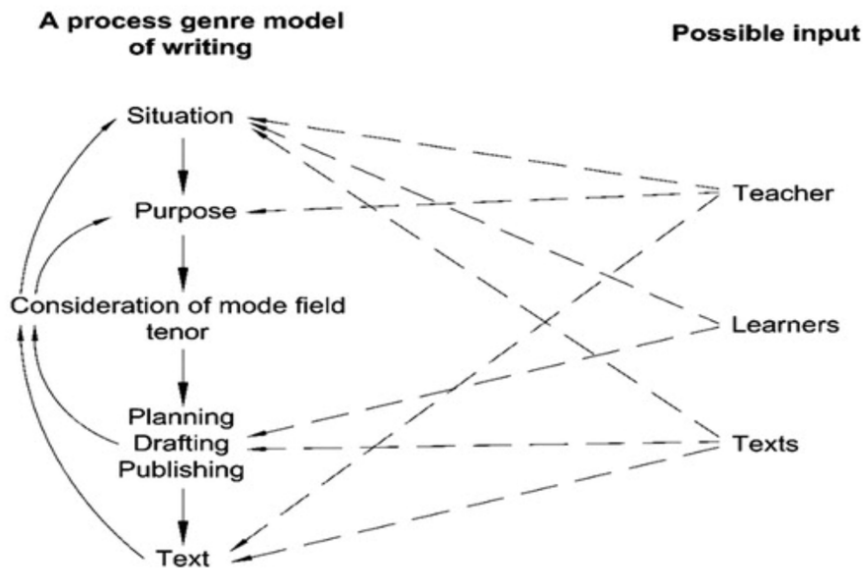 A process genre model
of writing
Possible input
Situation
Purpose
Consideration of mode field
tenor
Planning
Drafting
Publishing
Text
Teacher
Learners
Texts